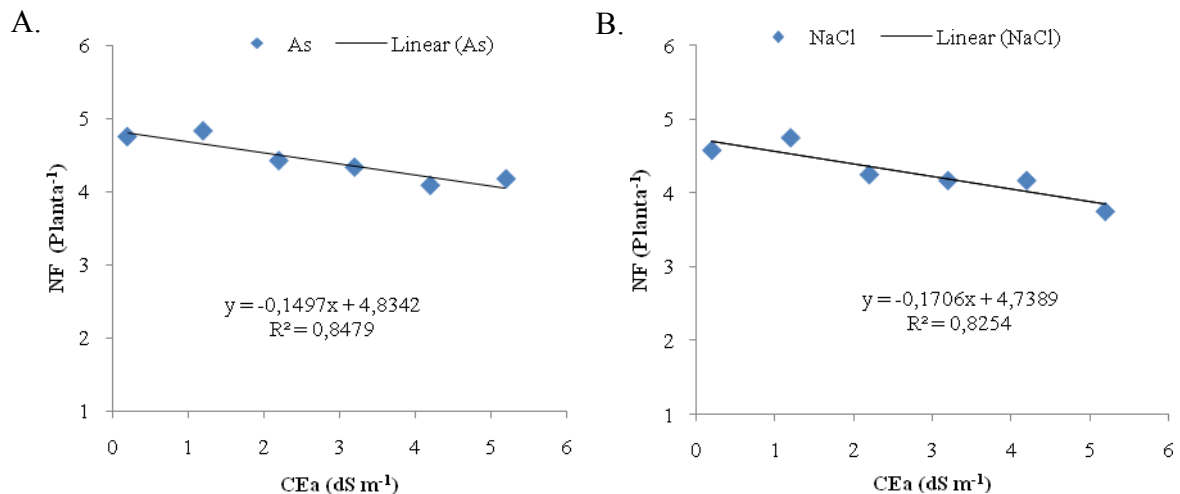 A.
As Linear (As)
6
5
4
3
2
1
NF (Planta⁻¹)
y = -0,1497x + 4,8342
R² = 0,8479
0 1 2 3 4 5 6
CEa (dS m⁻¹)
B.
NaCl Linear (NaCl)
6
5
4
3
2
1
NF (Planta⁻¹)
y = -0,1706x + 4,7389
R² = 0,8254
0 1 2 3 4 5 6
CEa (dS m⁻¹)